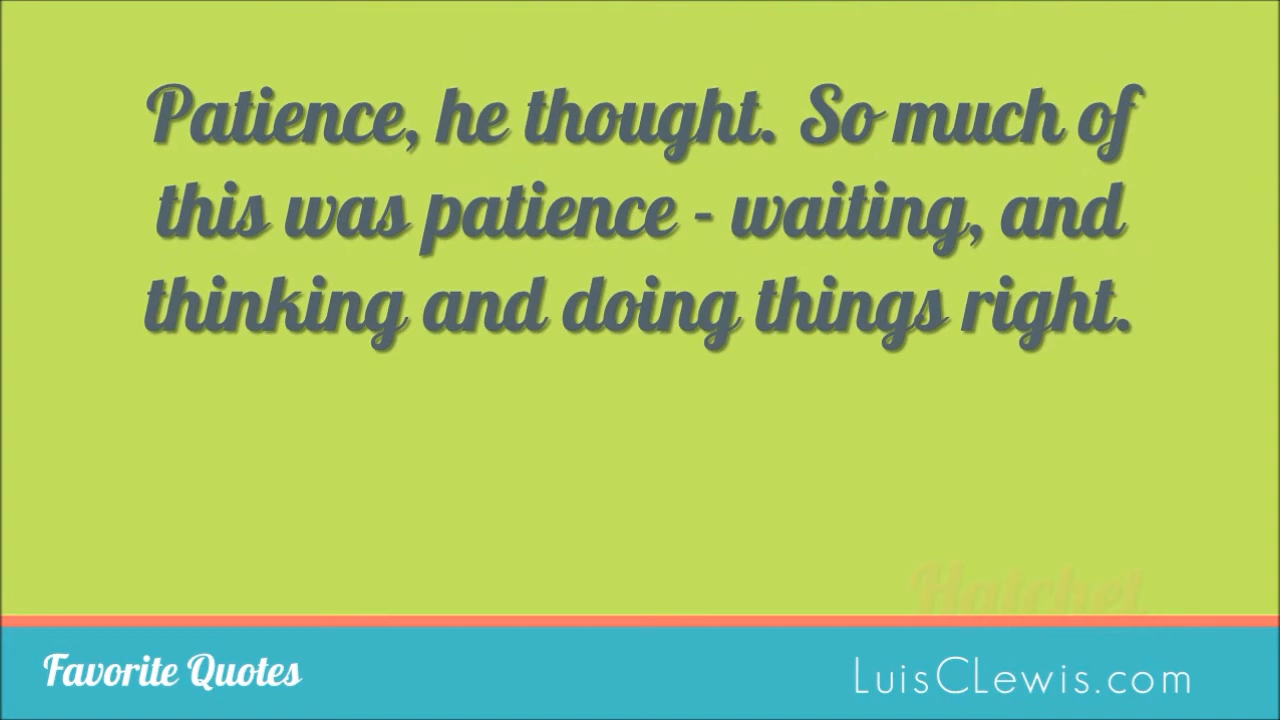 Patience, he thought. So much of
this was patience - waiting, and
thinking and doing things right.
Hatchet
Favorite Quotes
LuisCLewis.com